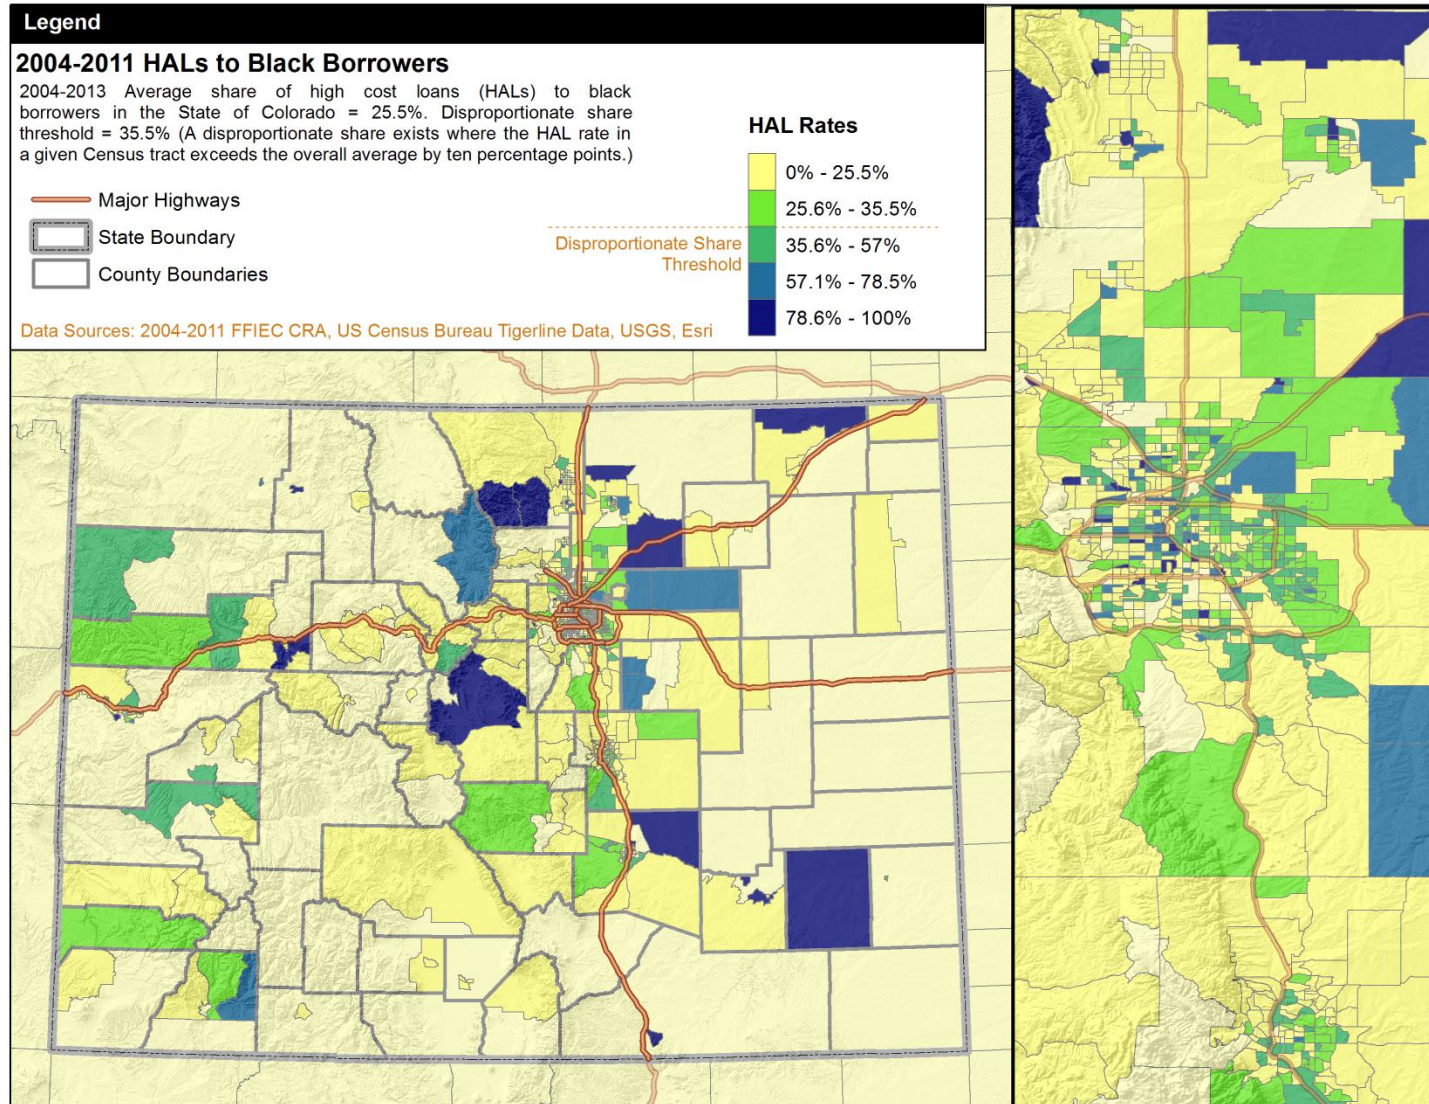 Legend
2004-2011 HALs to Black Borrowers
2004-2013 Average share of high cost loans (HALs) to black
borrowers in the State of Colorado = 25.5%. Disproportionate share
threshold = 35.5% (A disproportionate share exists where the HAL rate in
a given Census tract exceeds the overall average by ten percentage points.)
Major Highways
State Boundary
County Boundaries
HAL Rates
0% - 25.5%
25.6% - 35.5%
Disproportionate Share
Threshold
35.6% - 57%
57.1% - 78.5%
78.6% - 100%
Data Sources: 2004-2011 FFIEC CRA, US Census Bureau Tigerline Data, USGS, Esri